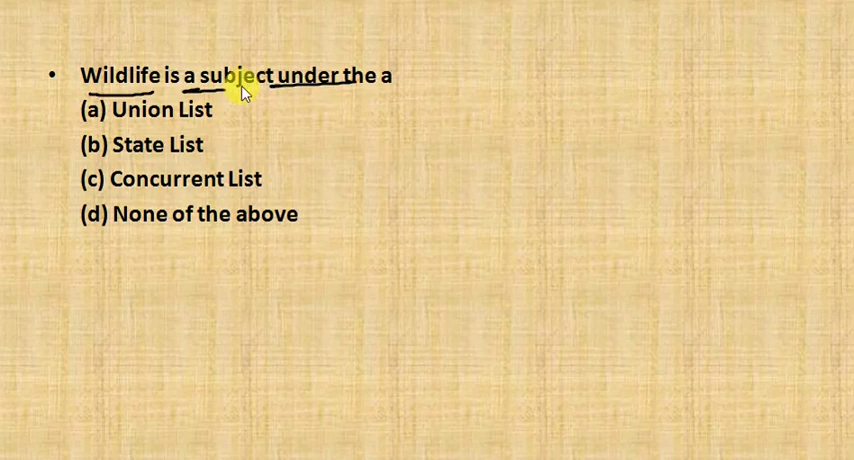 • Wildlife is a subject under the a
(a) Union List
(b) State List
(c) Concurrent List
(d) None of the above